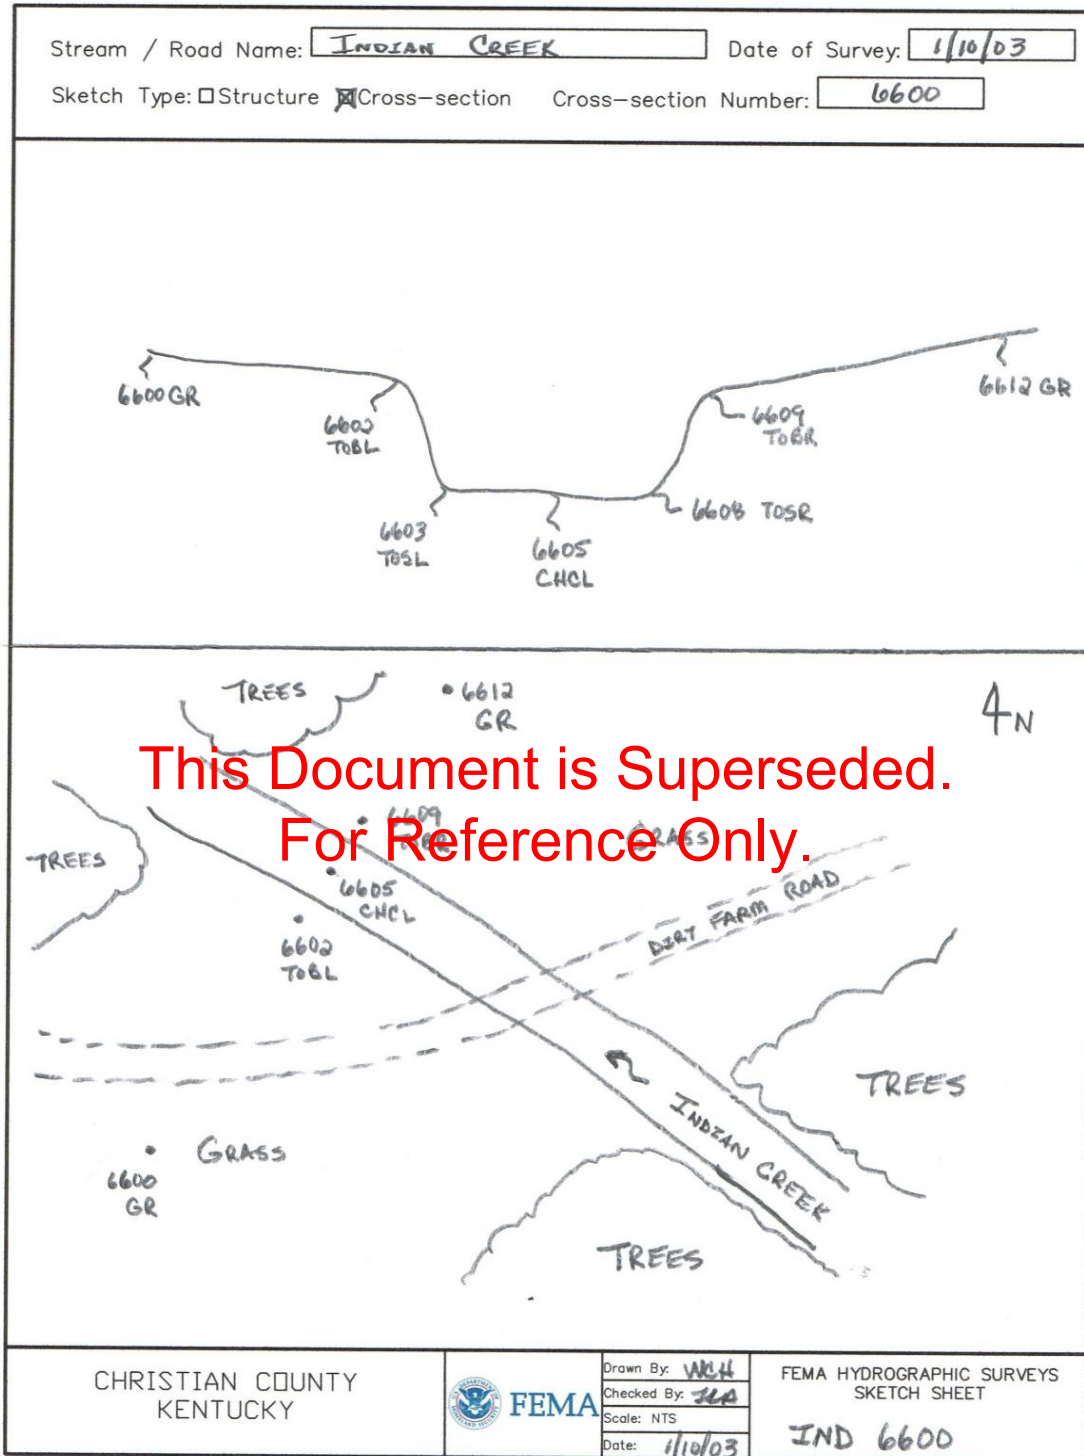 Stream / Road Name: INDIAN CREEK Date of Survey: 1/10/03
Sketch Type: Structure Cross-section Cross-section Number: 6600
6600 GR
6602
TOBL
6603
TOSL
6605
CHCL
6608 TOSR
6609
TOBR
6612 GR
TREES
6612
GR
N
This Document is Superseded.
For Reference Only.
6609
TOBR
GRASS
TREES
6605
CHCL
DIRT FARM ROAD
6602
TOBL
TREES
INDIAN CREEK
GRASS
6600
GR
TREES
CHRISTIAN COUNTY
KENTUCKY
FEMA
Drawn By: WCH
Checked By:
Scale: NTS
Date: 1/10/03
FEMA HYDROGRAPHIC SURVEYS
SKETCH SHEET
IND 6600